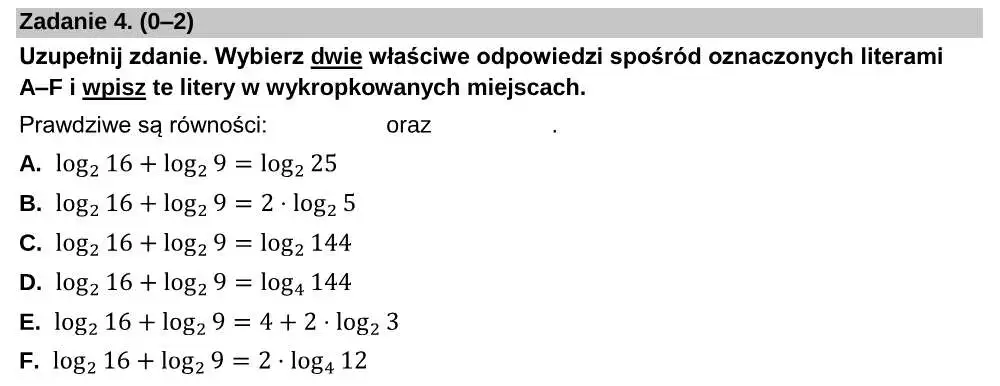 Zadanie 4. (0–2)
Uzupełnij zdanie. Wybierz dwie właściwe odpowiedzi spośród oznaczonych literami
A–F i wpisz te litery w wykropkowanych miejscach.
Prawdziwe są równości: oraz .
A. log₂ 16 + log₂ 9 = log₂ 25
B. log₂ 16 + log₂ 9 = 2 · log₂ 5
C. log₂ 16 + log₂ 9 = log₂ 144
D. log₂ 16 + log₂ 9 = log₄ 144
E. log₂ 16 + log₂ 9 = 4 + 2 · log₂ 3
F. log₂ 16 + log₂ 9 = 2 · log₄ 12